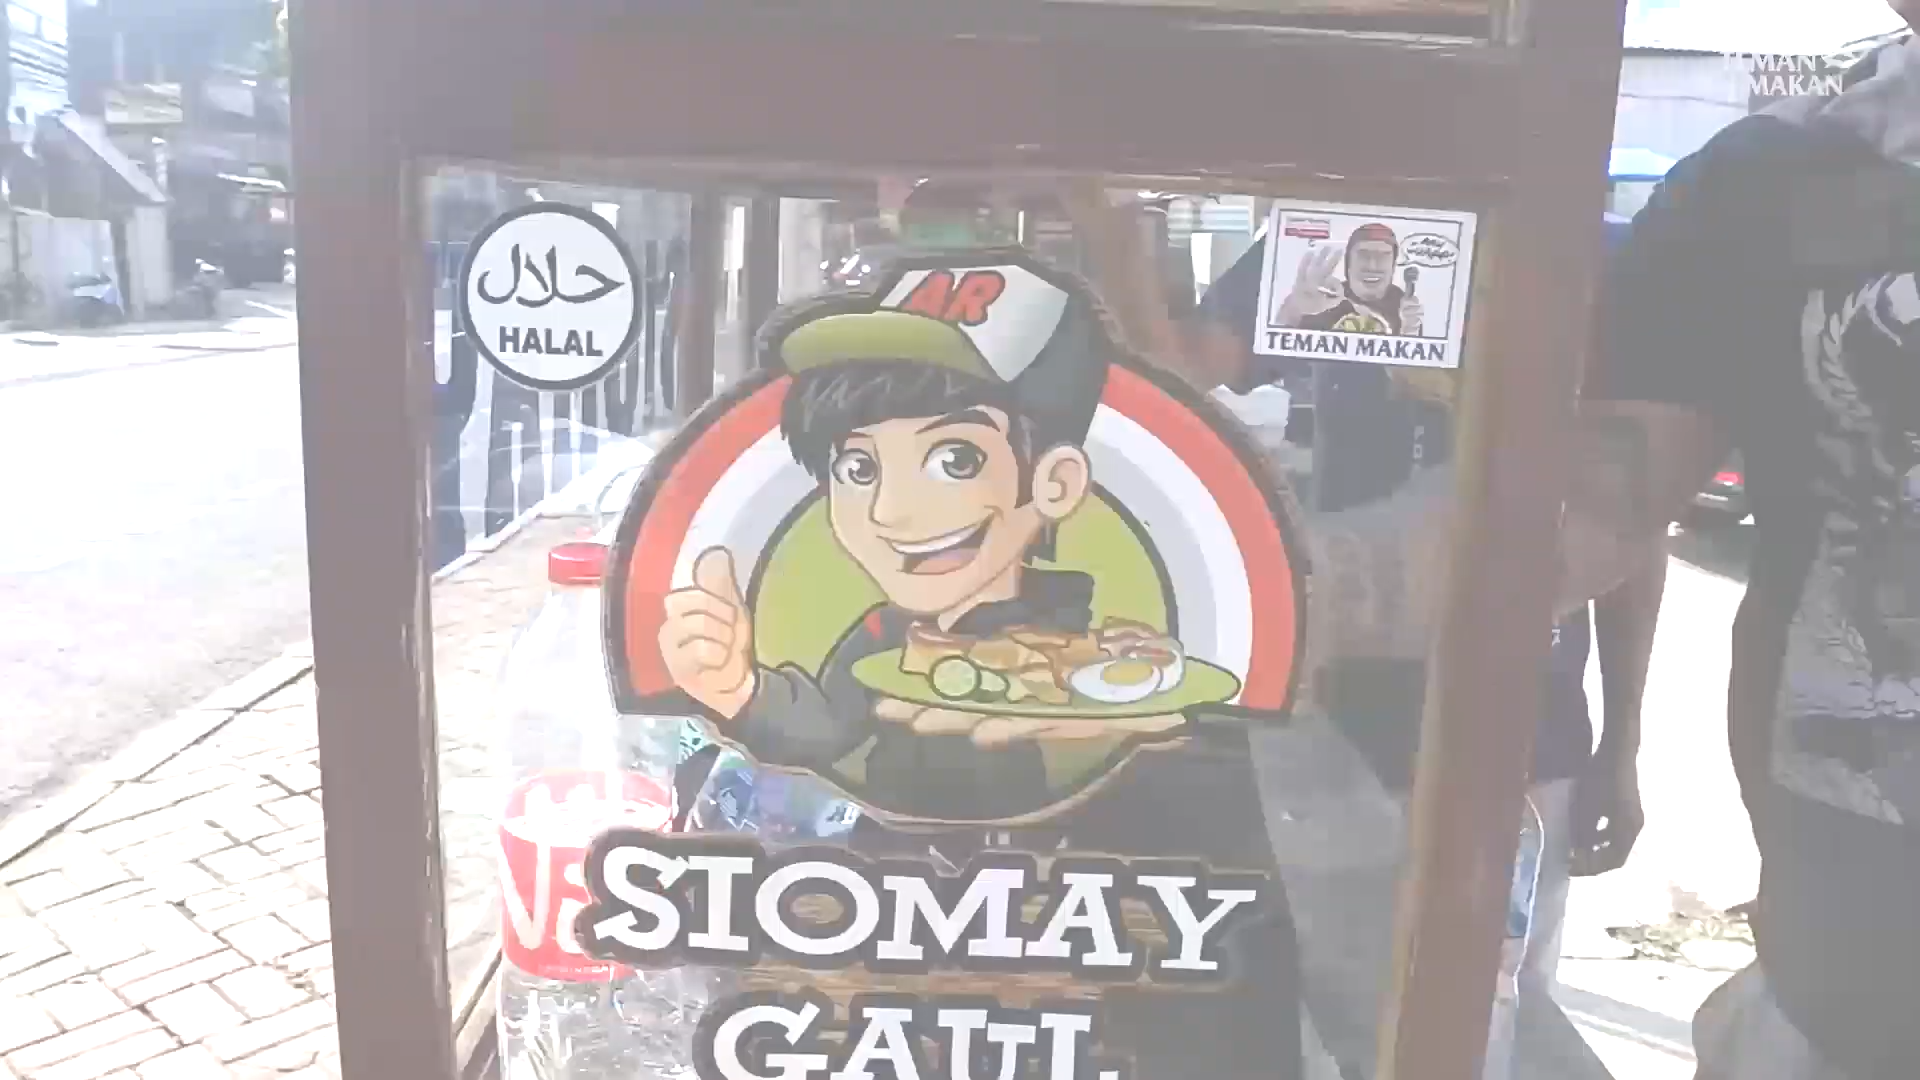 TEMAN
MAKAN
حلال
HALAL
AR
TEMAN MAKAN
SIOMAY
GAUL